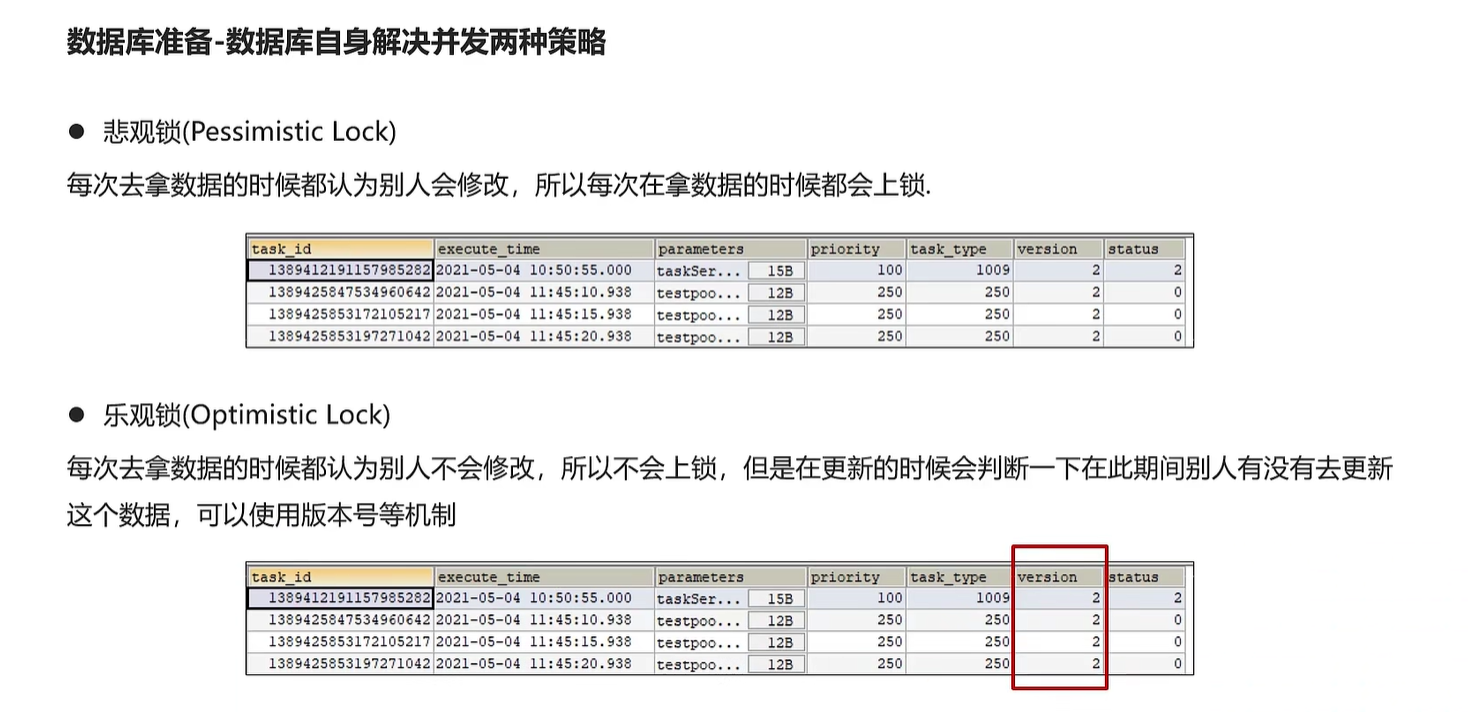 数据库准备-数据库自身解决并发两种策略
● 悲观锁(Pessimistic Lock)
每次去拿数据的时候都认为别人会修改，所以每次在拿数据的时候都会上锁.
task_id execute_time parameters priority task_type version status
1389412191157985282 2021-05-04 10:50:55.000 taskSer... 15B 100 1009 2 2
1389425847534960642 2021-05-04 11:45:10.938 testpoo... 12B 250 250 2 0
1389425853172105217 2021-05-04 11:45:15.938 testpoo... 12B 250 250 2 0
1389425853197271042 2021-05-04 11:45:20.938 testpoo... 12B 250 250 2 0
● 乐观锁(Optimistic Lock)
每次去拿数据的时候都认为别人不会修改，所以不会上锁，但是在更新的时候会判断一下在此期间别人有没有去更新
这个数据，可以使用版本号等机制
task_id execute_time parameters priority task_type version status
1389412191157985282 2021-05-04 10:50:55.000 taskSer... 15B 100 1009 2 2
1389425847534960642 2021-05-04 11:45:10.938 testpoo... 12B 250 250 2 0
1389425853172105217 2021-05-04 11:45:15.938 testpoo... 12B 250 250 2 0
1389425853197271042 2021-05-04 11:45:20.938 testpoo... 12B 250 250 2 0